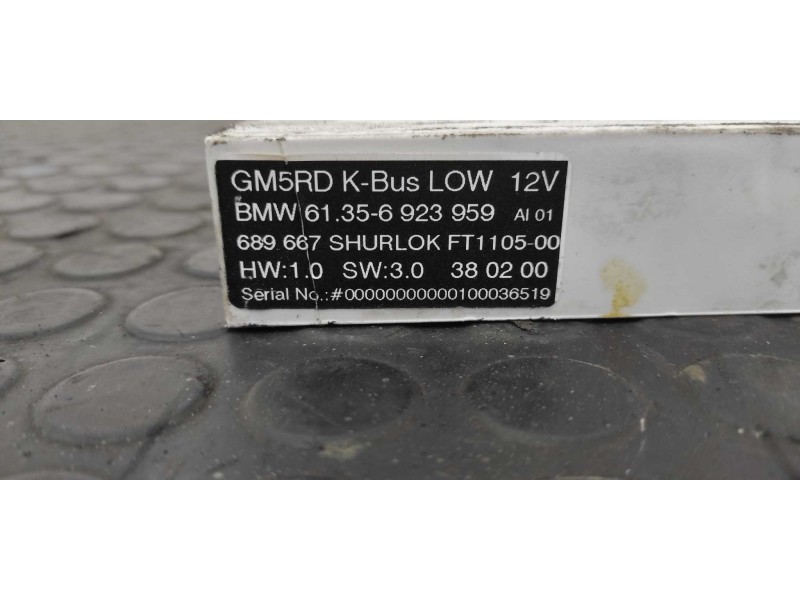 GM5RD K-Bus LOW 12V
BMW 61.35-6 923 959 AI 01
689 667 SHURLOK FT1105-00
HW:1.0 SW:3.0 38 02 00
Serial No.:#00000000000100036519